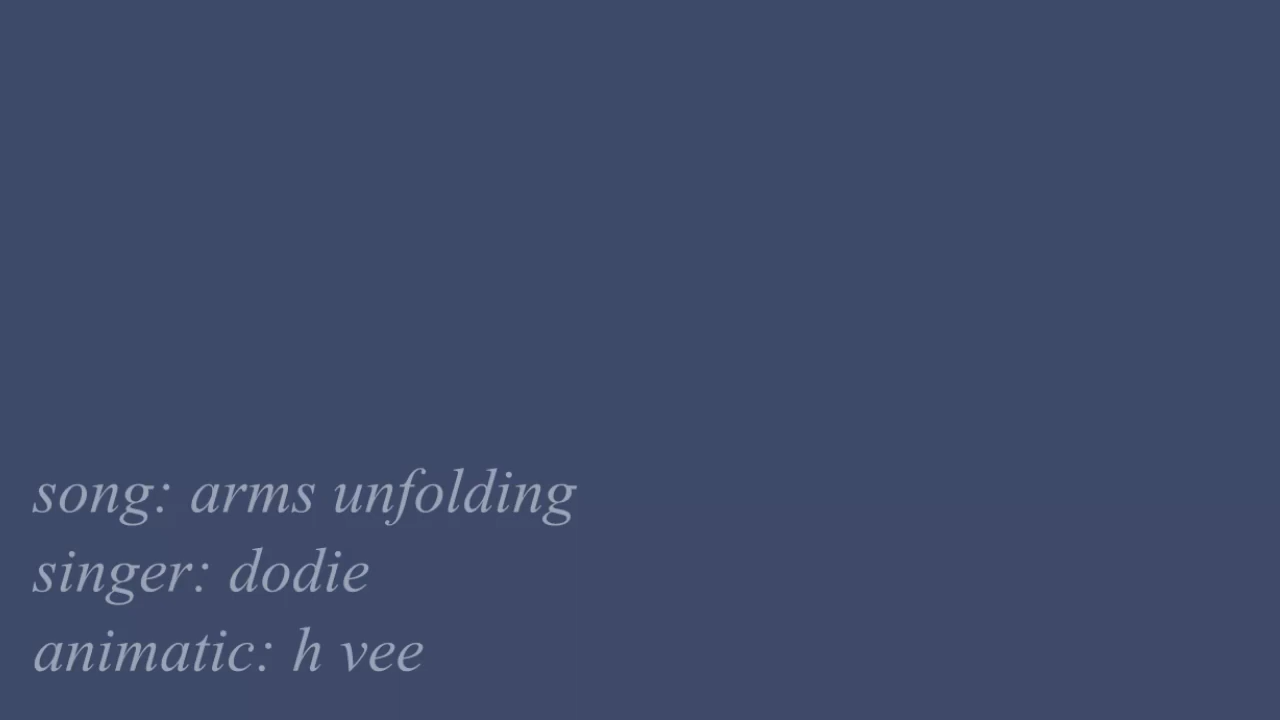 song: arms unfolding
singer: dodie
animatic: h vee